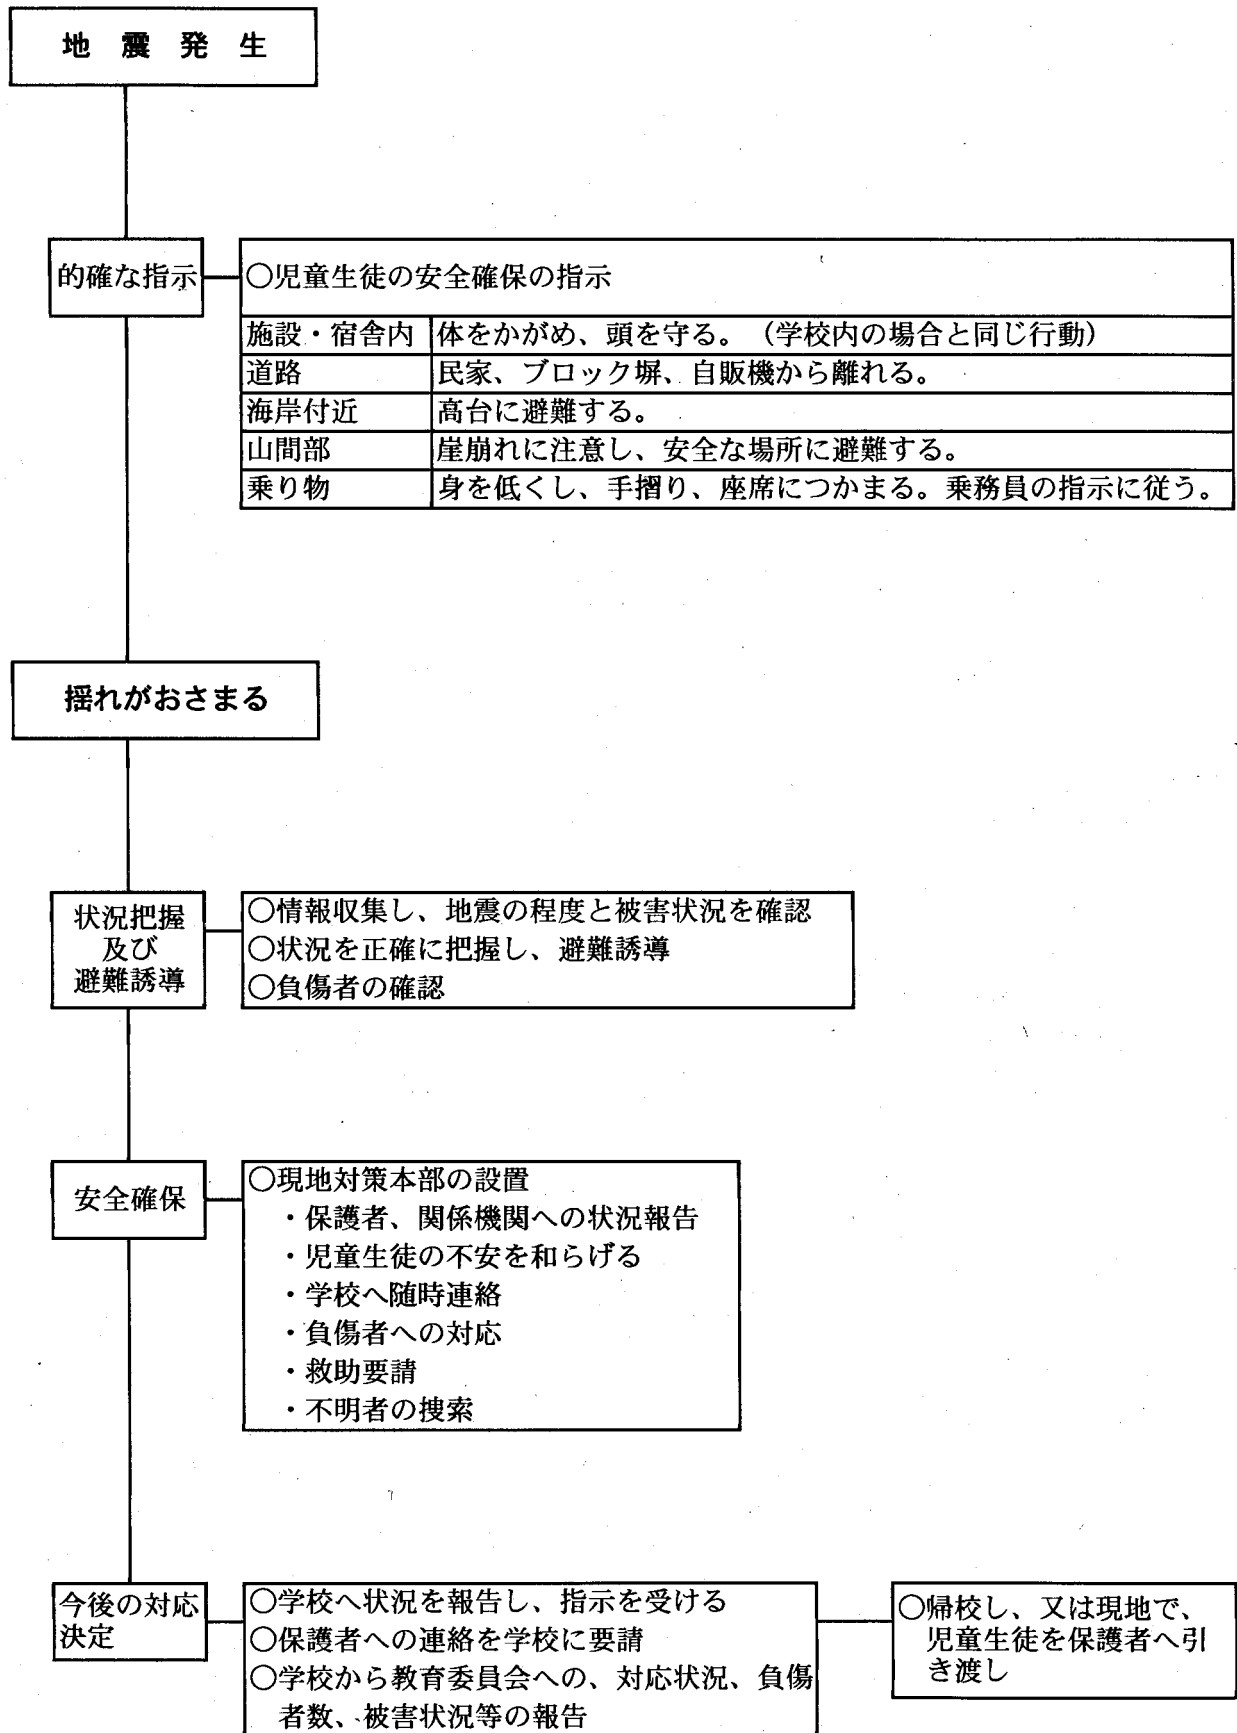 地震発生
的確な指示
〇児童生徒の安全確保の指示
施設・宿舎内 体をかがめ、頭を守る。（学校内の場合と同じ行動）
道路 民家、ブロック塀、自販機から離れる。
海岸付近 高台に避難する。
山間部 崖崩れに注意し、安全な場所に避難する。
乗り物 身を低くし、手摺り、座席につかまる。乗務員の指示に従う。
揺れがおさまる
状況把握
及び
避難誘導
〇情報収集し、地震の程度と被害状況を確認
〇状況を正確に把握し、避難誘導
〇負傷者の確認
安全確保
〇現地対策本部の設置
・保護者、関係機関への状況報告
・児童生徒の不安を和らげる
・学校へ随時連絡
・負傷者への対応
・救助要請
・不明者の捜索
今後の対応
決定
〇学校へ状況を報告し、指示を受ける
〇保護者への連絡を学校に要請
〇学校から教育委員会への、対応状況、負傷
者数、被害状況等の報告
〇帰校し、又は現地で、
児童生徒を保護者へ引
き渡し